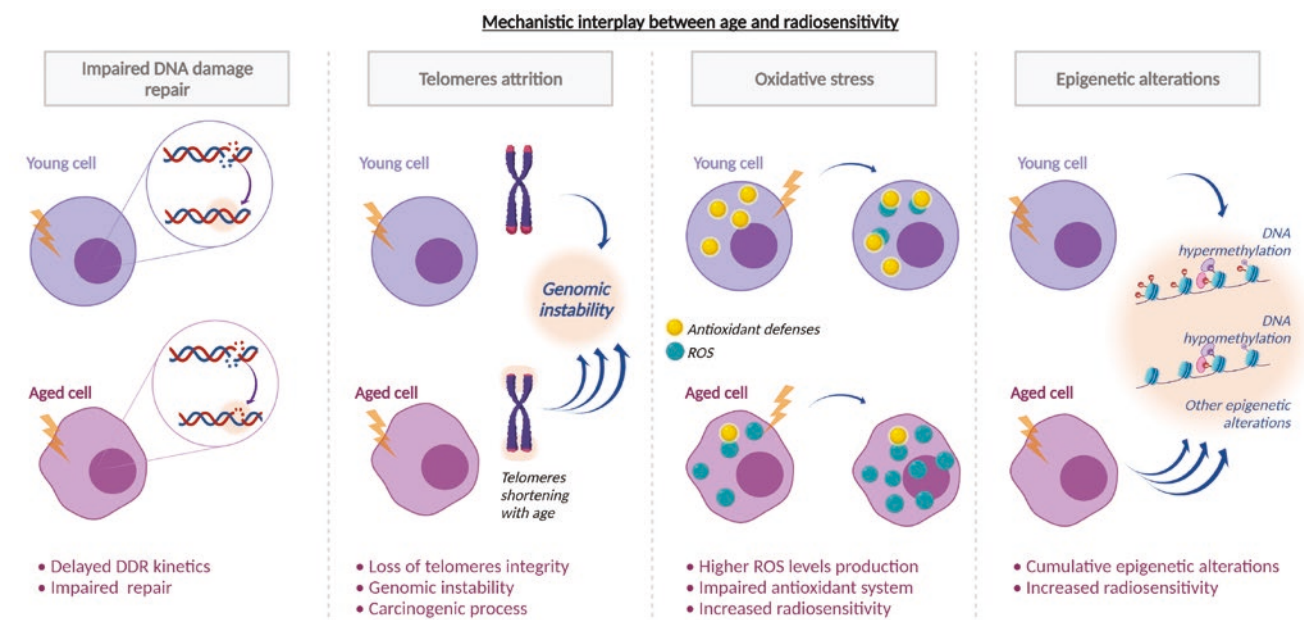 Mechanistic interplay between age and radiosensitivity
Impaired DNA damage
repair
Young cell
Aged cell
• Delayed DDR kinetics
• Impaired repair
Telomeres attrition
Young cell
Genomic
instability
Aged cell
Telomeres
shortening
with age
• Loss of telomeres integrity
• Genomic instability
• Carcinogenic process
Oxidative stress
Young cell
Antioxidant defenses
ROS
Aged cell
• Higher ROS levels production
• Impaired antioxidant system
• Increased radiosensitivity
Epigenetic alterations
Young cell
DNA
hypermethylation
DNA
hypomethylation
Aged cell
Other epigenetic
alterations
• Cumulative epigenetic alterations
• Increased radiosensitivity